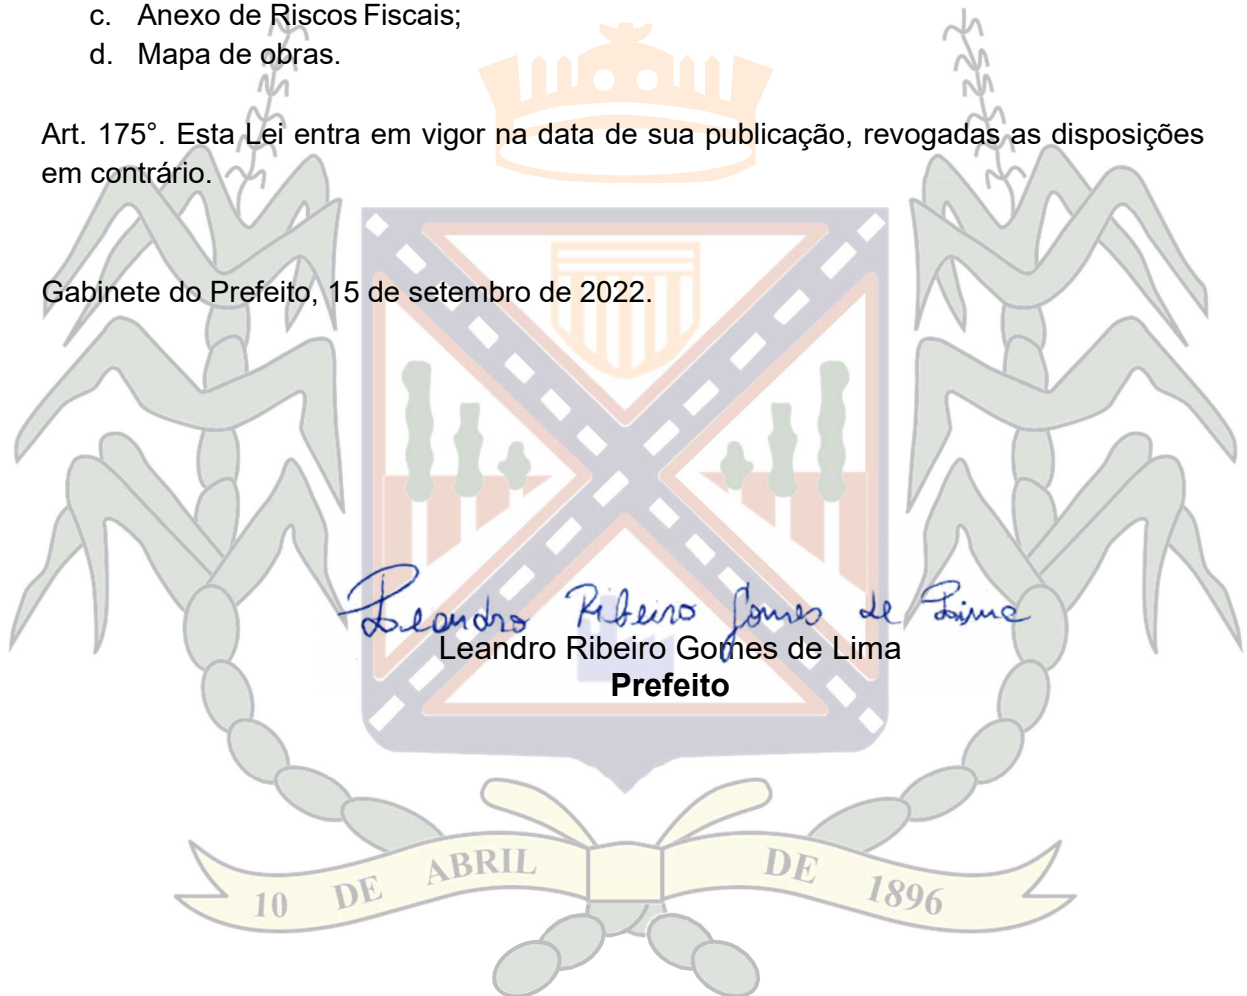 c. Anexo de Riscos Fiscais;
d. Mapa de obras.
Art. 175°. Esta Lei entra em vigor na data de sua publicação, revogadas as disposições
em contrário.
Gabinete do Prefeito, 15 de setembro de 2022.
Leandro Ribeiro Gomes de Lima
Leandro Ribeiro Gomes de Lima
Prefeito
10 DE ABRIL DE 1896